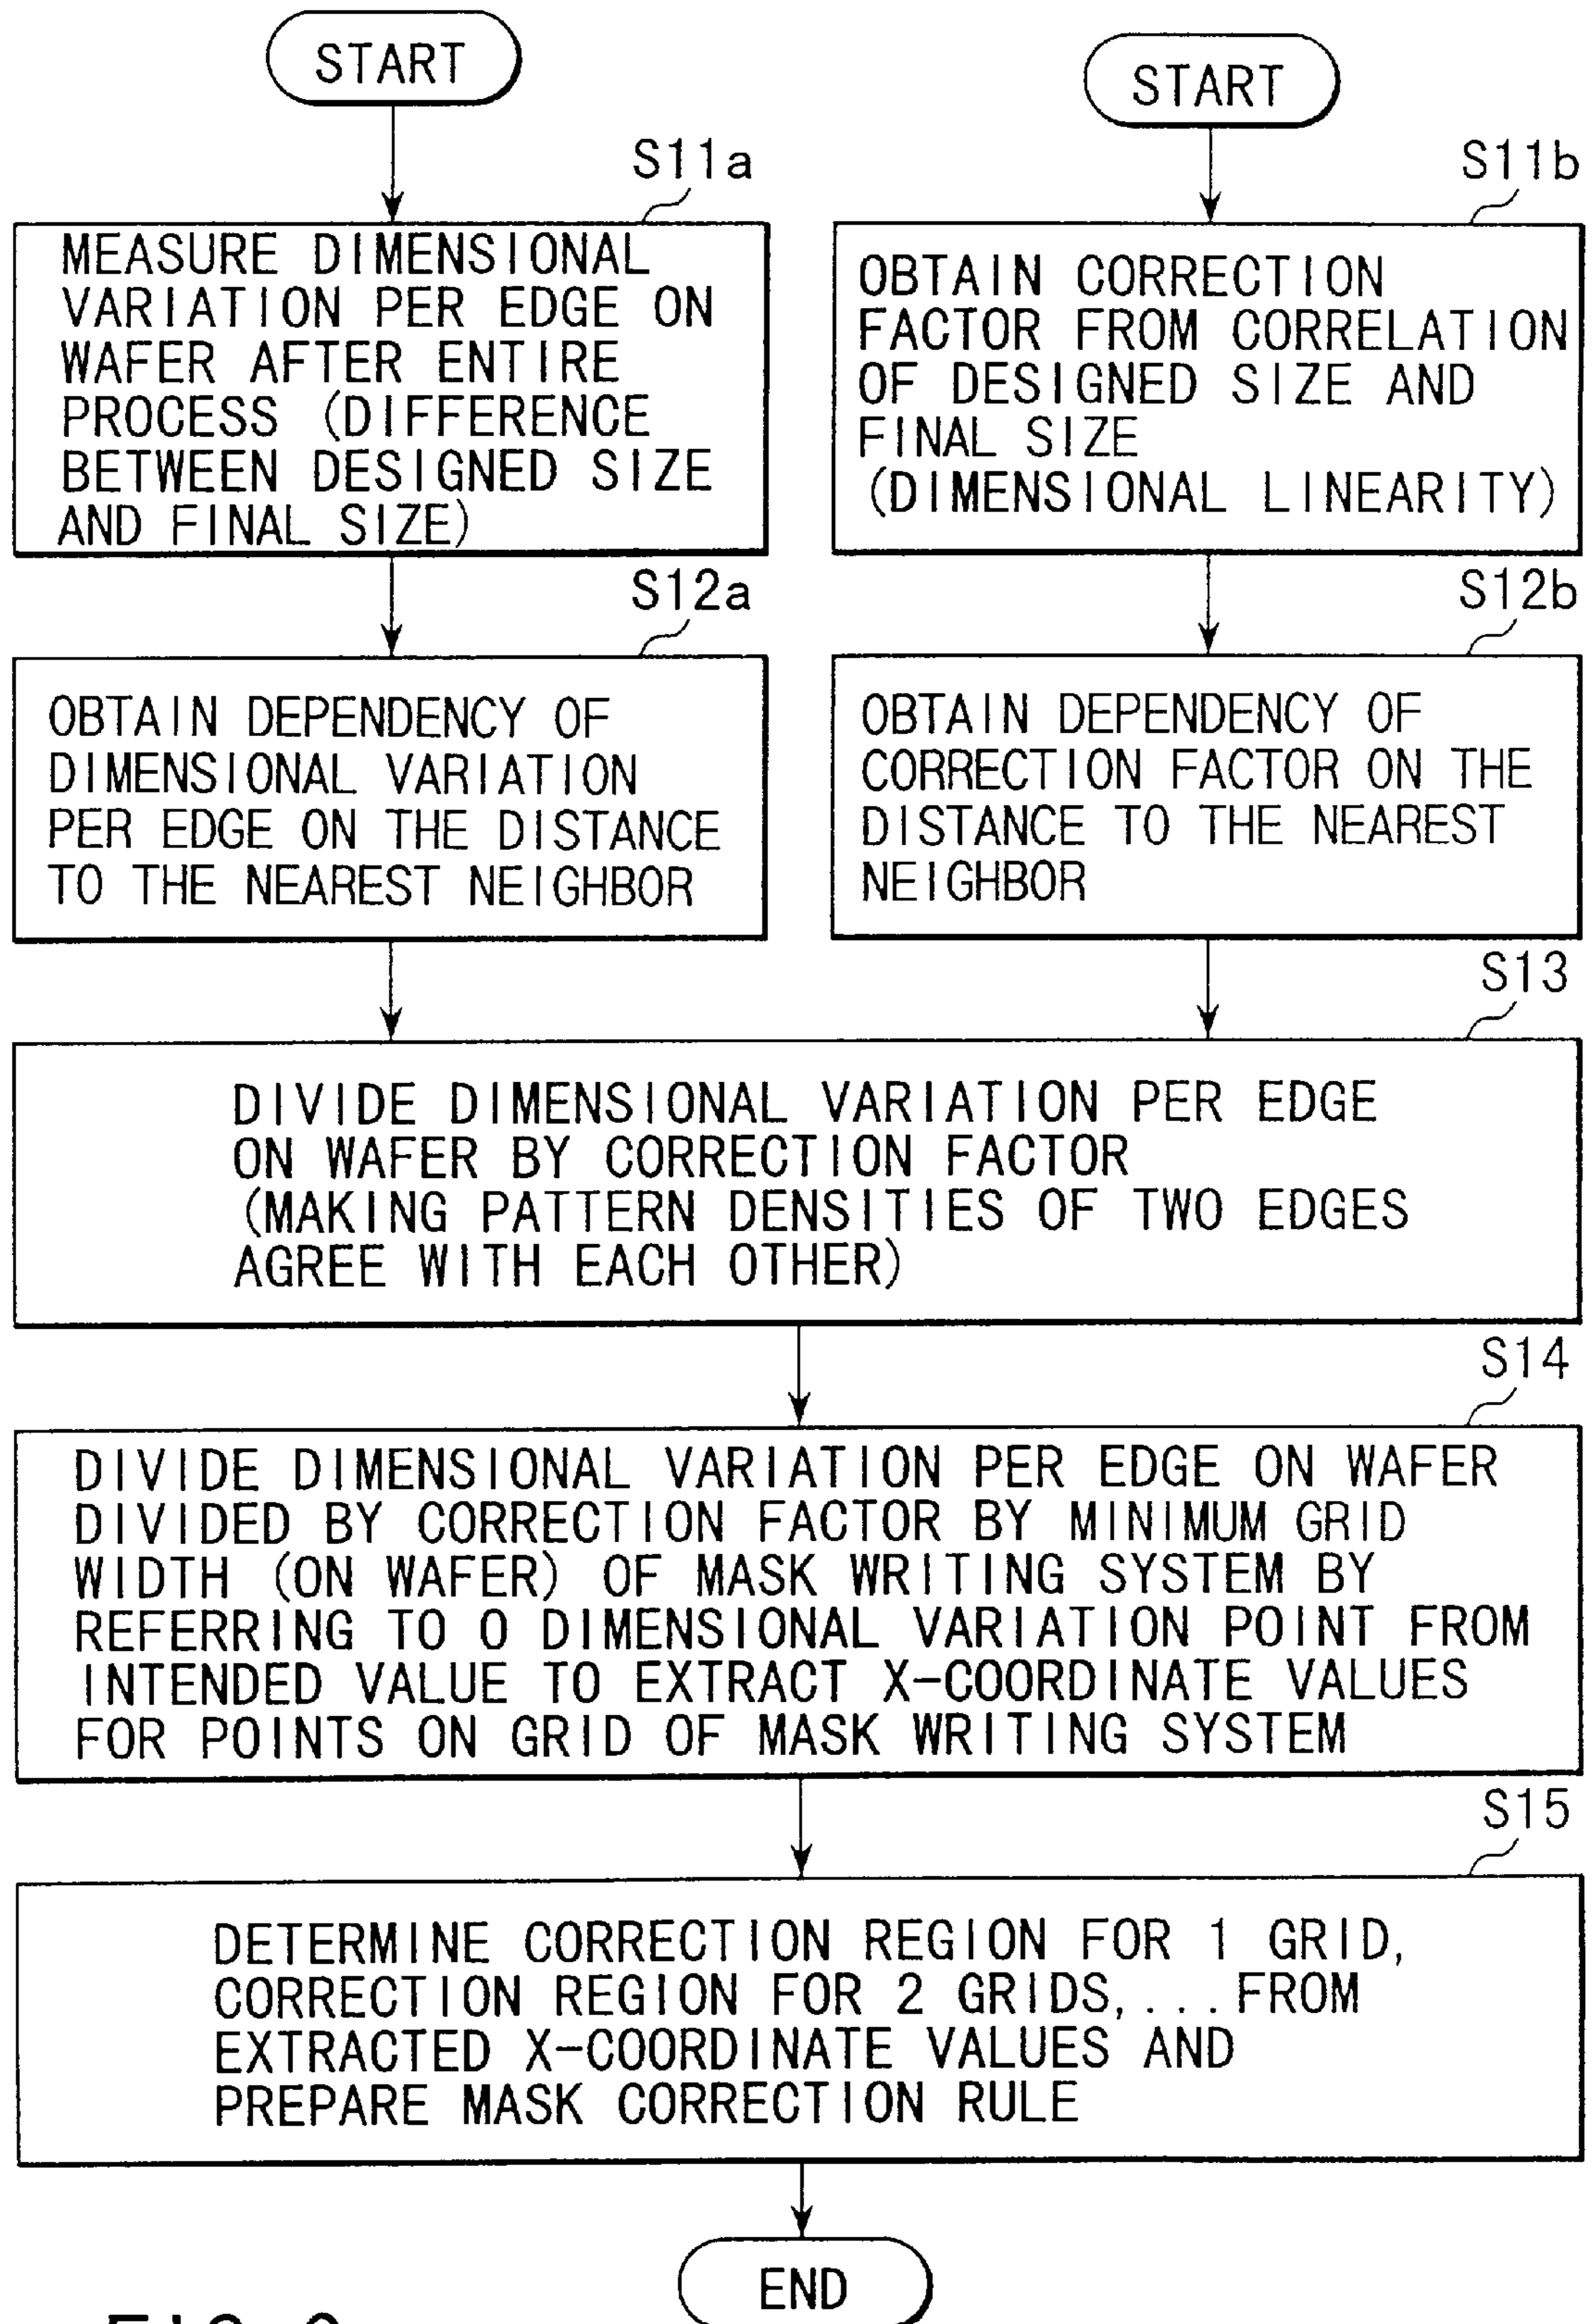 START
S11a
MEASURE DIMENSIONAL
VARIATION PER EDGE ON
WAFER AFTER ENTIRE
PROCESS (DIFFERENCE
BETWEEN DESIGNED SIZE
AND FINAL SIZE)
S12a
OBTAIN DEPENDENCY OF
DIMENSIONAL VARIATION
PER EDGE ON THE DISTANCE
TO THE NEAREST NEIGHBOR
START
S11b
OBTAIN CORRECTION
FACTOR FROM CORRELATION
OF DESIGNED SIZE AND
FINAL SIZE
(DIMENSIONAL LINEARITY)
S12b
OBTAIN DEPENDENCY OF
CORRECTION FACTOR ON THE
DISTANCE TO THE NEAREST
NEIGHBOR
S13
DIVIDE DIMENSIONAL VARIATION PER EDGE
ON WAFER BY CORRECTION FACTOR
(MAKING PATTERN DENSITIES OF TWO EDGES
AGREE WITH EACH OTHER)
S14
DIVIDE DIMENSIONAL VARIATION PER EDGE ON WAFER
DIVIDED BY CORRECTION FACTOR BY MINIMUM GRID
WIDTH (ON WAFER) OF MASK WRITING SYSTEM BY
REFERRING TO 0 DIMENSIONAL VARIATION POINT FROM
INTENDED VALUE TO EXTRACT X-COORDINATE VALUES
FOR POINTS ON GRID OF MASK WRITING SYSTEM
S15
DETERMINE CORRECTION REGION FOR 1 GRID,
CORRECTION REGION FOR 2 GRIDS,...FROM
EXTRACTED X-COORDINATE VALUES AND
PREPARE MASK CORRECTION RULE
END